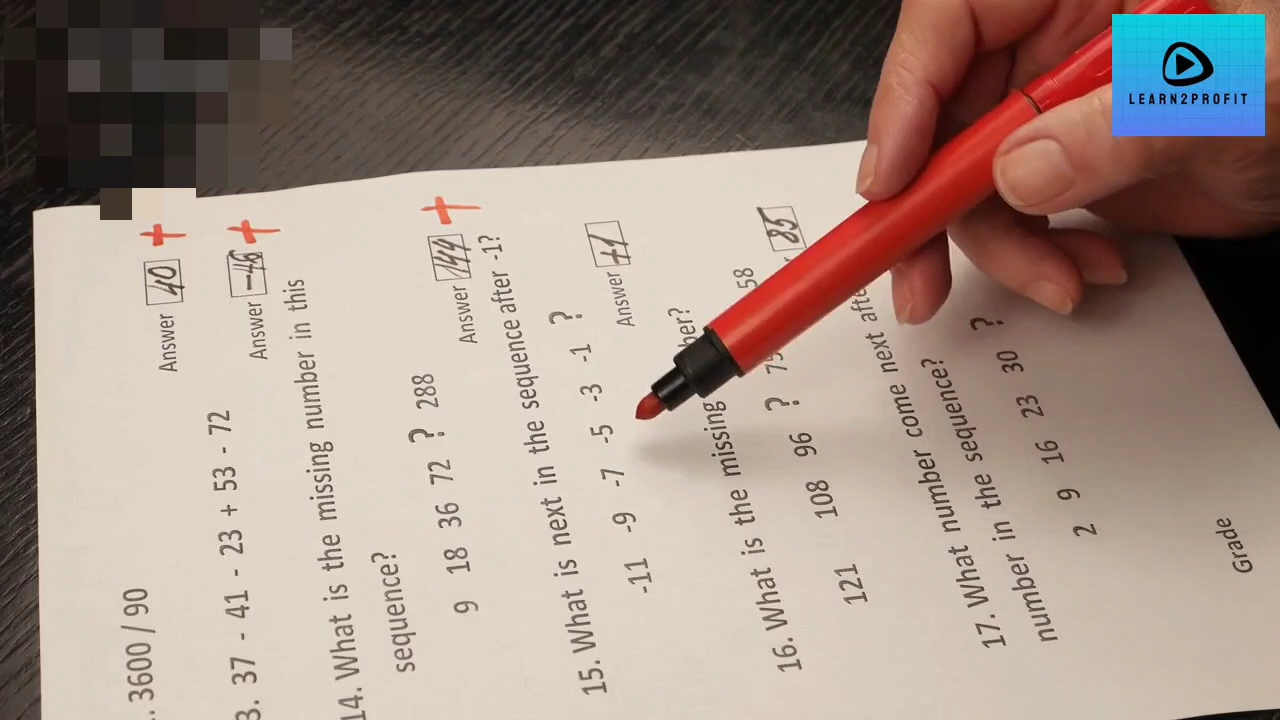 LEARN2PROFIT
. 3600 / 90
Answer 40 +
3. 37 - 41 - 23 + 53 - 72
Answer -46 +
14. What is the missing number in this
sequence?
9 18 36 72 ? 288
Answer 144 +
15. What is next in the sequence after -1?
-11 -9 -7 -5 -3 -1 ?
Answer +1
16. What is the missing ber?
121 108 96 ? 75 58
85
17. What number come next afte
number in the sequence?
2 9 16 23 30 ?
Grade